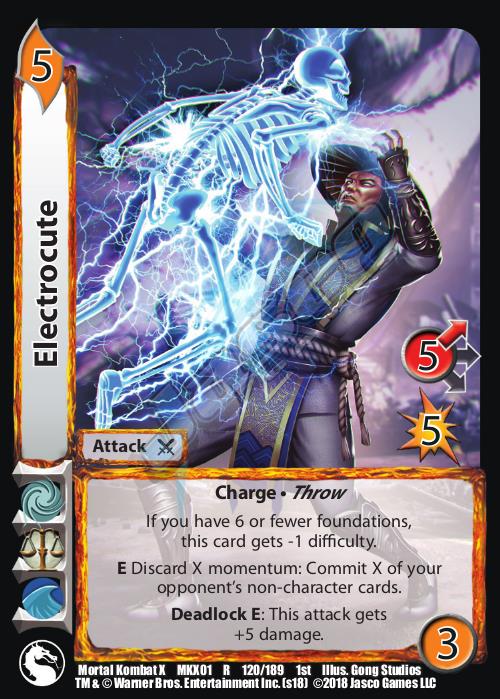 5
Electrocute
5
5
Attack
Charge • Throw
If you have 6 or fewer foundations,
this card gets -1 difficulty.
E Discard X momentum: Commit X of your
opponent's non-character cards.
Deadlock E: This attack gets
+5 damage.
3
Mortal Kombat X MKX01 R 120/189 1st Illus. Gong Studios
TM & © Warner Bros. Entertainment Inc. (s18) ©2018 Jasco Games LLC